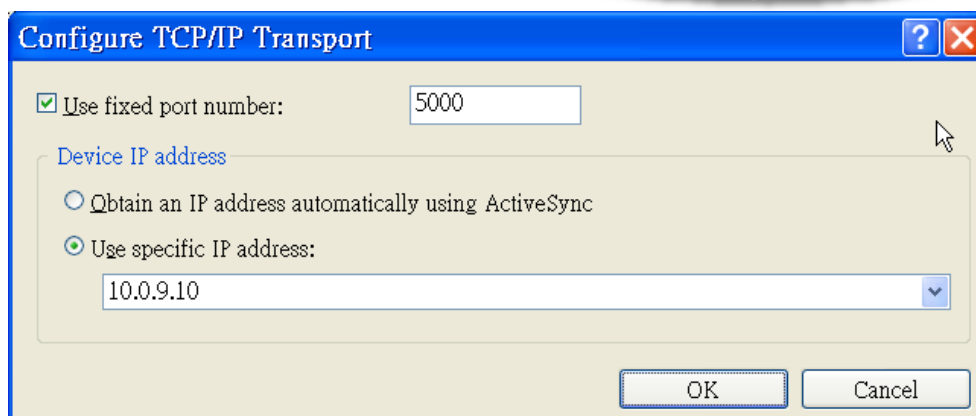 Configure TCP/IP Transport
Use fixed port number: 5000
Device IP address
Obtain an IP address automatically using ActiveSync
Use specific IP address:
10.0.9.10
OK Cancel